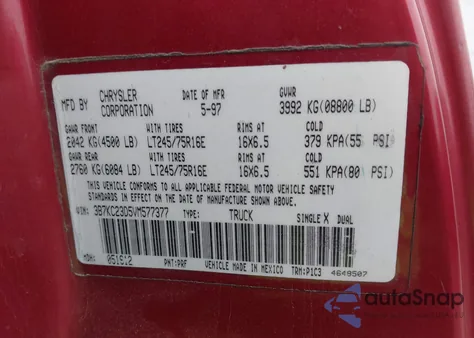 MFD BY CHRYSLER CORPORATION DATE OF MFR 5-97 GVWR 3992 KG(08800 LB)
GAWR FRONT WITH TIRES RIMS AT COLD
2042 KG(4500 LB) LT245/75R16E 16X6.5 379 KPA(55 PSI)
GAWR REAR WITH TIRES RIMS AT COLD
2760 KG(6084 LB) LT245/75R16E 16X6.5 551 KPA(80 PSI)
THIS VEHICLE CONFORMS TO ALL APPLICABLE FEDERAL MOTOR VEHICLE SAFETY
STANDARDS IN EFFECT ON THE DATE OF MANUFACTURE SHOWN ABOVE.
VIN: 3B7KC23D5VM577377 TYPE: TRUCK SINGLE X DUAL
MDH: 051612 PNT:PRF VEHICLE MADE IN MEXICO TRM:P1C3 4649507
autoSnap